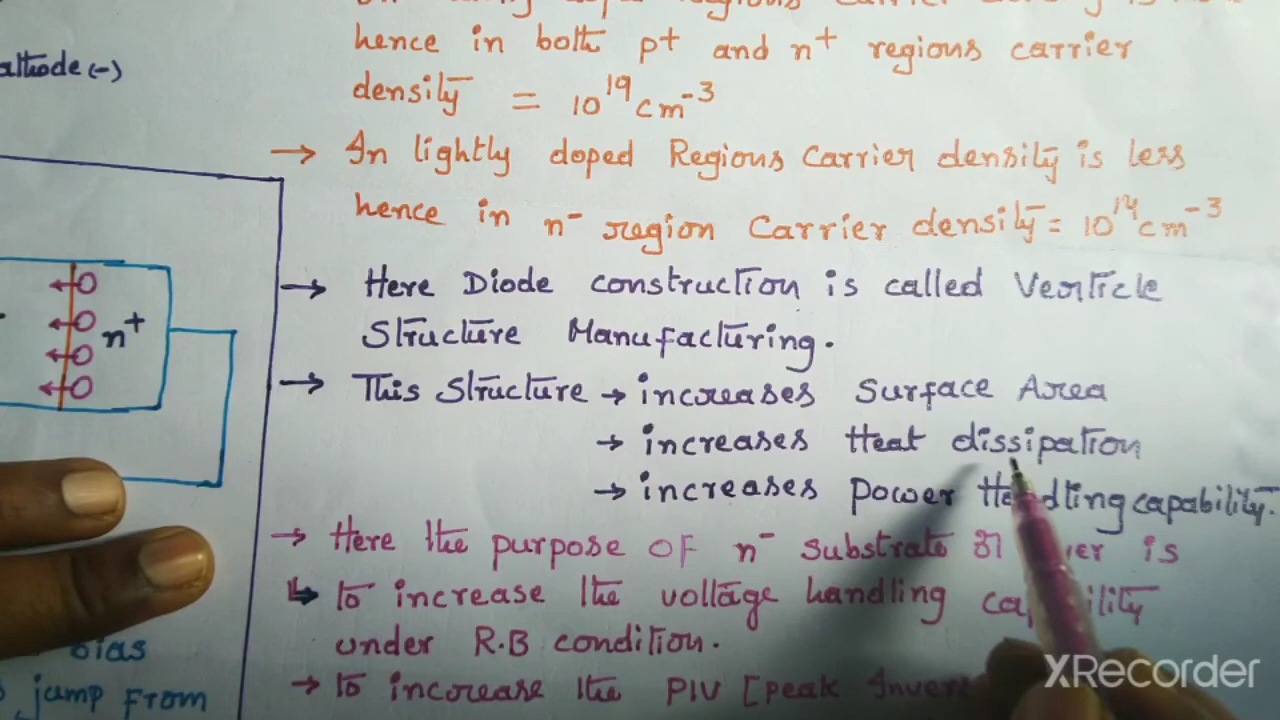 hence in both p+ and n+ regions carrier
density = 10^19 cm^-3
→ In lightly doped Regions Carrier density is less
hence in n- region Carrier density = 10^14 cm^-3
→ Here Diode construction is called Verticle
Structure Manufacturing.
→ This Structure → increases Surface Area
→ increases Heat dissipation
→ increases Power Handling capability.
→ Here the purpose of n- substrate is
↳ to increase the voltage handling
under R.B condition.
→ to increase the PIV [peak
(-)
n+
bias
jump from
XRecorder